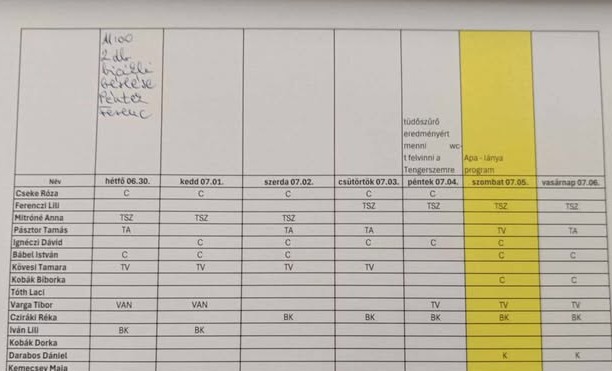 M100
2 db
bicikli
bérlése
Péntek
Ferenc
tüdőszűrő
eredményért
menni wc-
t felvinni a
Tengerszemre
Apa - lánya
program
Név hétfő 06.30. kedd 07.01. szerda 07.02. csütörtök 07.03. péntek 07.04. szombat 07.05. vasárnap 07.06.
Cseke Róza C C C C C
Ferenczi Lili TSZ TSZ TSZ TSZ
Mitróné Anna TSZ TSZ TSZ
Pásztor Tamás TA TA TA TV TA
Ignéczi Dávid C C C C C
Bábel István C C C C C
Kövesi Tamara TV TV TV TV
Kobák Biborka C C
Tóth Laci
Varga Tibor VAN VAN TV TV TV
Cziráki Réka BK BK BK BK BK
Iván Lili BK BK
Kobák Dorka
Darabos Dániel K K
Kemecsey Maja